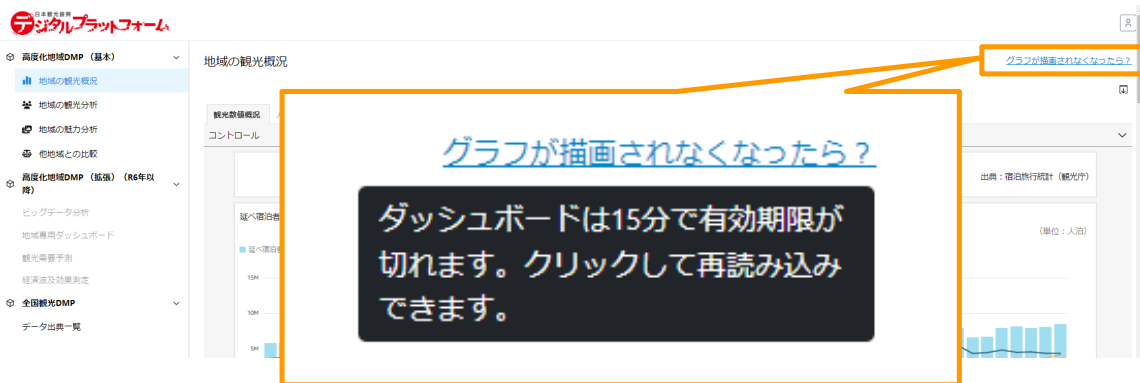 日本観光振興
デジタルプラットフォーム
高度化地域DMP（基本）
地域の観光概況
地域の観光分析
地域の魅力分析
他地域との比較
高度化地域DMP（拡張）（R6年以
降）
ビッグデータ分析
地域専用ダッシュボード
観光需要予測
経済波及効果測定
全国観光DMP
データ出典一覧
地域の観光概況
グラフが描画されなくなったら？
観光数値概況
コントロール
出典：宿泊旅行統計（観光庁）
延べ宿泊者
（単位：人泊）
延べ宿泊
15M
10M
5M
グラフが描画されなくなったら？
ダッシュボードは15分で有効期限が
切れます。クリックして再読み込み
できます。